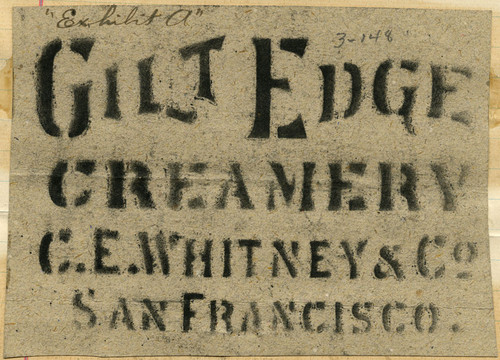 "Exhibit A"
3-148
GILT EDGE
CREAMERY
C.E. WHITNEY & Co
SAN FRANCISCO.